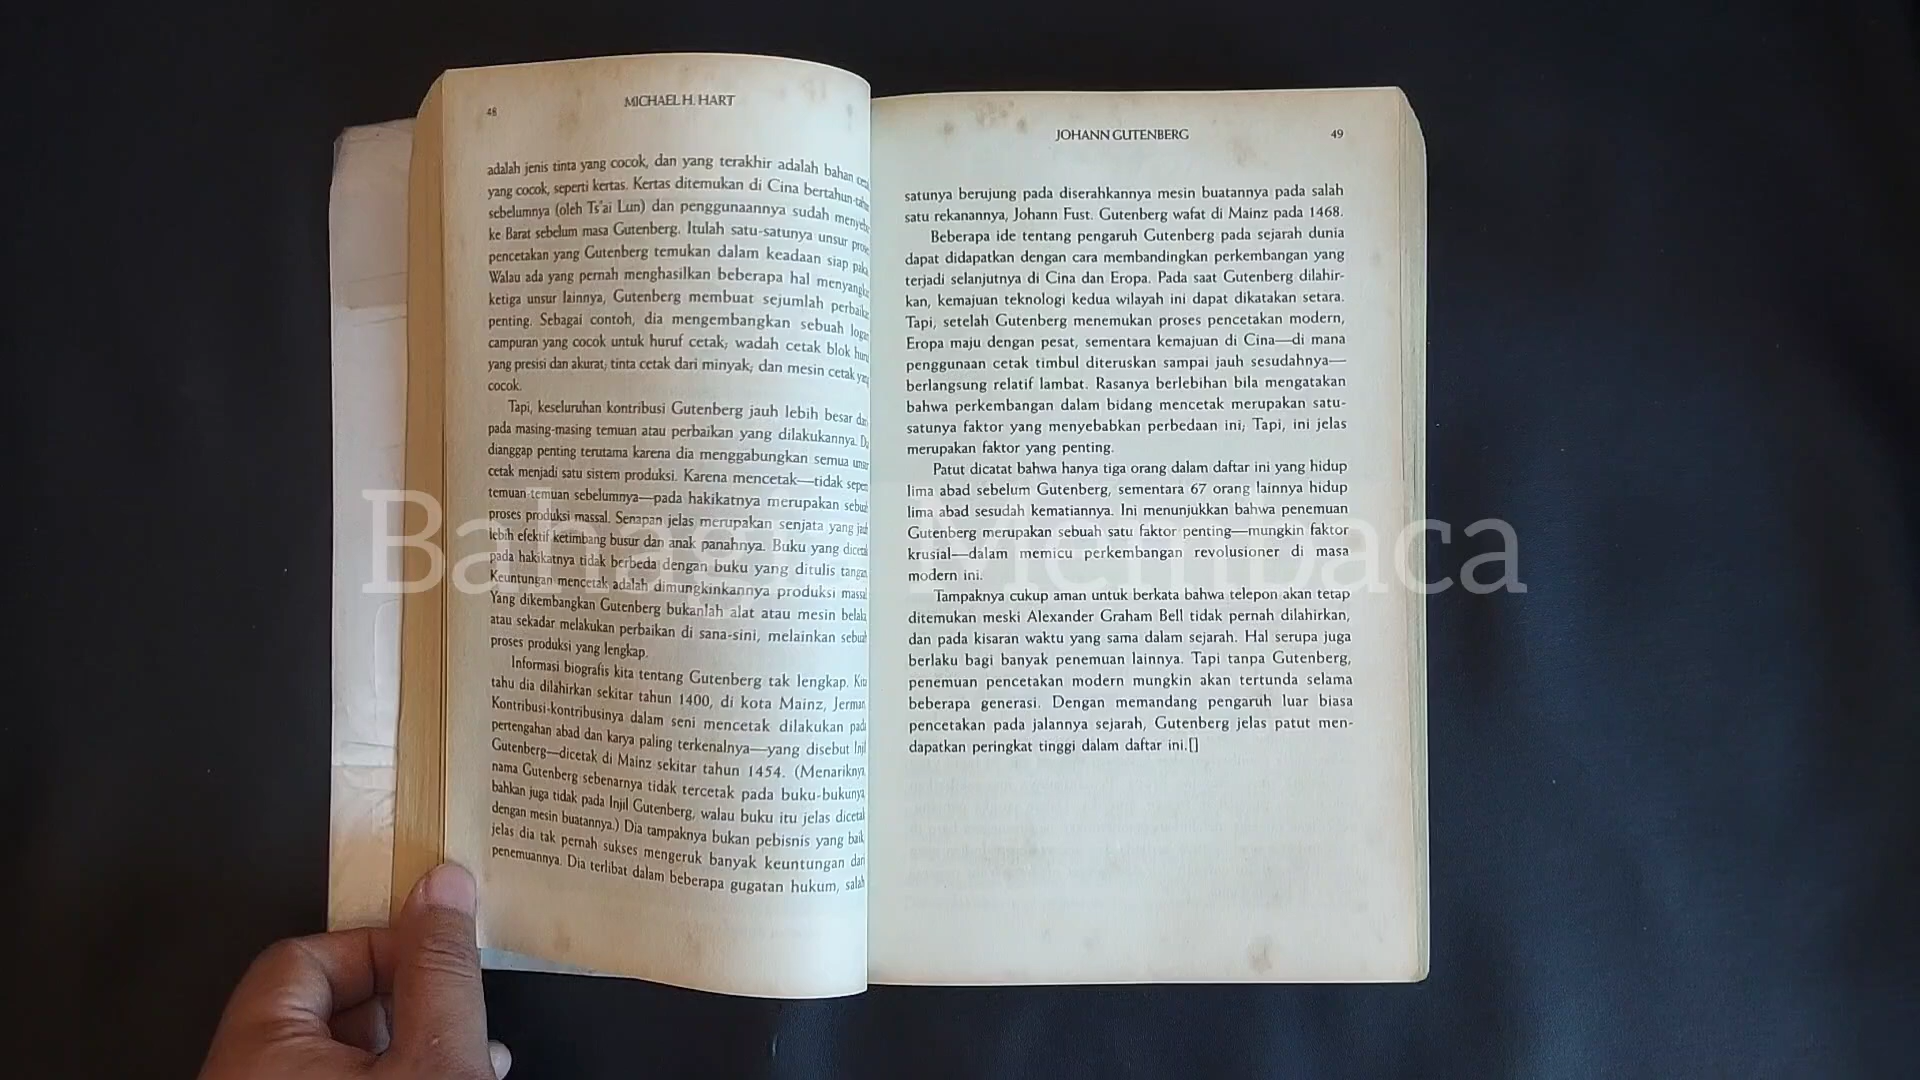 48
MICHAEL H. HART
adalah jenis tinta yang cocok, dan yang terakhir adalah bahan
yang cocok, seperti kertas. Kertas ditemukan di Cina bertahun-
sebelumnya (oleh Ts'ai Lun) dan penggunaannya sudah
ke Barat sebelum masa Gutenberg. Itulah satu-satunya unsur
pencetakan yang Gutenberg temukan dalam keadaan siap
Walau ada yang pernah menghasilkan beberapa hal
ketiga unsur lainnya, Gutenberg membuat sejumlah
penting. Sebagai contoh, dia mengembangkan sebuah
campuran yang cocok untuk huruf cetak; wadah cetak blok
yang presisi dan akurat; tinta cetak dari minyak; dan mesin cetak
cocok.
Tapi, keseluruhan kontribusi Gutenberg jauh lebih besar
pada masing-masing temuan atau perbaikan yang dilakukannya.
dianggap penting terutama karena dia menggabungkan semua
cetak menjadi satu sistem produksi. Karena mencetak—tidak
temuan-temuan sebelumnya—pada hakikatnya merupakan
proses produksi massal. Senapan jelas merupakan senjata yang
lebih efektif ketimbang busur dan anak panahnya. Buku yang
pada hakikatnya tidak berbeda dengan buku yang ditulis
Keuntungan mencetak adalah dimungkinkannya produksi
Yang dikembangkan Gutenberg bukanlah alat atau mesin
atau sekadar melakukan perbaikan di sana-sini, melainkan
proses produksi yang lengkap.
Informasi biografis kita tentang Gutenberg tak lengkap.
tahu dia dilahirkan sekitar tahun 1400, di kota Mainz,
Kontribusi-kontribusinya dalam seni mencetak dilakukan pada
pertengahan abad dan karya paling terkenalnya—yang disebut Injil
Gutenberg—dicetak di Mainz sekitar tahun 1454. (Menariknya
nama Gutenberg sebenarnya tidak tercetak pada buku-bukunya
bahkan juga tidak pada Injil Gutenberg, walau buku itu jelas
dengan mesin buatannya.) Dia tampaknya bukan pebisnis yang baik
jelas dia tak pernah sukses mengeruk banyak keuntungan
penemuannya. Dia terlibat dalam beberapa gugatan hukum, salah
JOHANN GUTENBERG
49
satunya berujung pada diserahkannya mesin buatannya pada salah
satu rekanannya, Johann Fust. Gutenberg wafat di Mainz pada 1468.
Beberapa ide tentang pengaruh Gutenberg pada sejarah dunia
dapat didapatkan dengan cara membandingkan perkembangan yang
terjadi selanjutnya di Cina dan Eropa. Pada saat Gutenberg dilahir-
kan, kemajuan teknologi kedua wilayah ini dapat dikatakan setara.
Tapi, setelah Gutenberg menemukan proses pencetakan modern,
Eropa maju dengan pesat, sementara kemajuan di Cina—di mana
penggunaan cetak timbul diteruskan sampai jauh sesudahnya—
berlangsung relatif lambat. Rasanya berlebihan bila mengatakan
bahwa perkembangan dalam bidang mencetak merupakan satu-
satunya faktor yang menyebabkan perbedaan ini; Tapi, ini jelas
merupakan faktor yang penting.
Patut dicatat bahwa hanya tiga orang dalam daftar ini yang hidup
lima abad sebelum Gutenberg, sementara 67 orang lainnya hidup
lima abad sesudah kematiannya. Ini menunjukkan bahwa penemuan
Gutenberg merupakan sebuah satu faktor penting—mungkin faktor
krusial—dalam memicu perkembangan revolusioner di masa
modern ini.
Tampaknya cukup aman untuk berkata bahwa telepon akan tetap
ditemukan meski Alexander Graham Bell tidak pernah dilahirkan,
dan pada kisaran waktu yang sama dalam sejarah. Hal serupa juga
berlaku bagi banyak penemuan lainnya. Tapi tanpa Gutenberg,
penemuan pencetakan modern mungkin akan tertunda selama
beberapa generasi. Dengan memandang pengaruh luar biasa
pencetakan pada jalannya sejarah, Gutenberg jelas patut men-
dapatkan peringkat tinggi dalam daftar ini.[]
Membaca